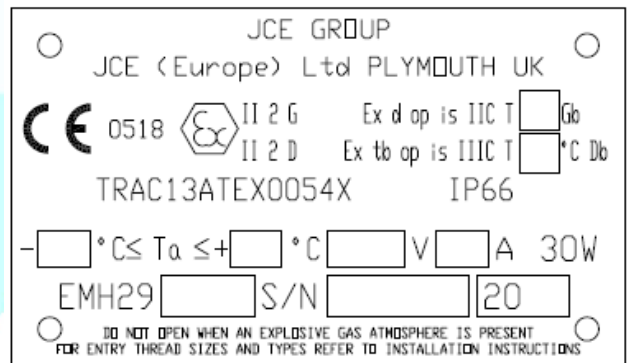 JCE GROUP
JCE (Europe) Ltd PLYMOUTH UK
CE 0518 Ex II 2 G Ex d op is IIC T Gb
II 2 D Ex tb op is IIIC T °C Db
TRAC13ATEX0054X IP66
- °C≤ Ta ≤+ °C V A 30W
EMH29 S/N 20
DO NOT OPEN WHEN AN EXPLOSIVE GAS ATMOSPHERE IS PRESENT
FOR ENTRY THREAD SIZES AND TYPES REFER TO INSTALLATION INSTRUCTIONS